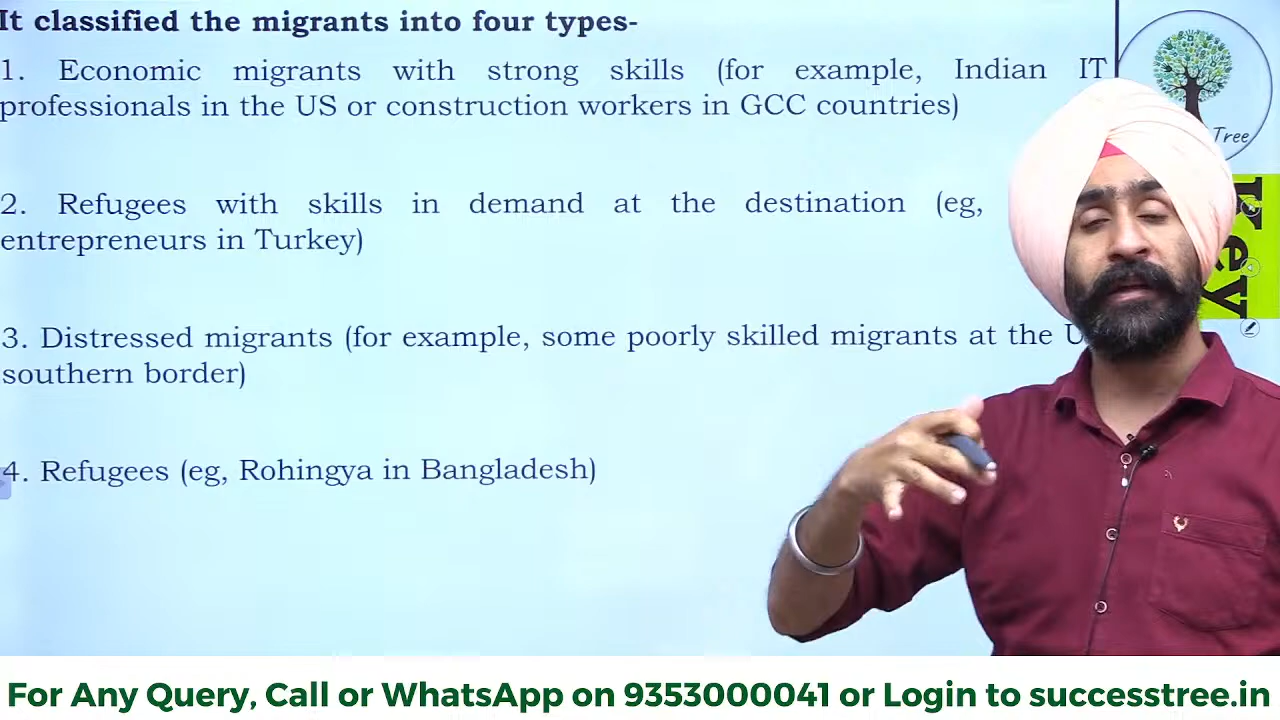 It classified the migrants into four types-
1. Economic migrants with strong skills (for example, Indian IT
professionals in the US or construction workers in GCC countries)
2. Refugees with skills in demand at the destination (eg,
entrepreneurs in Turkey)
3. Distressed migrants (for example, some poorly skilled migrants at the
southern border)
4. Refugees (eg, Rohingya in Bangladesh)
Tree
Key
For Any Query, Call or WhatsApp on 9353000041 or Login to successtree.in